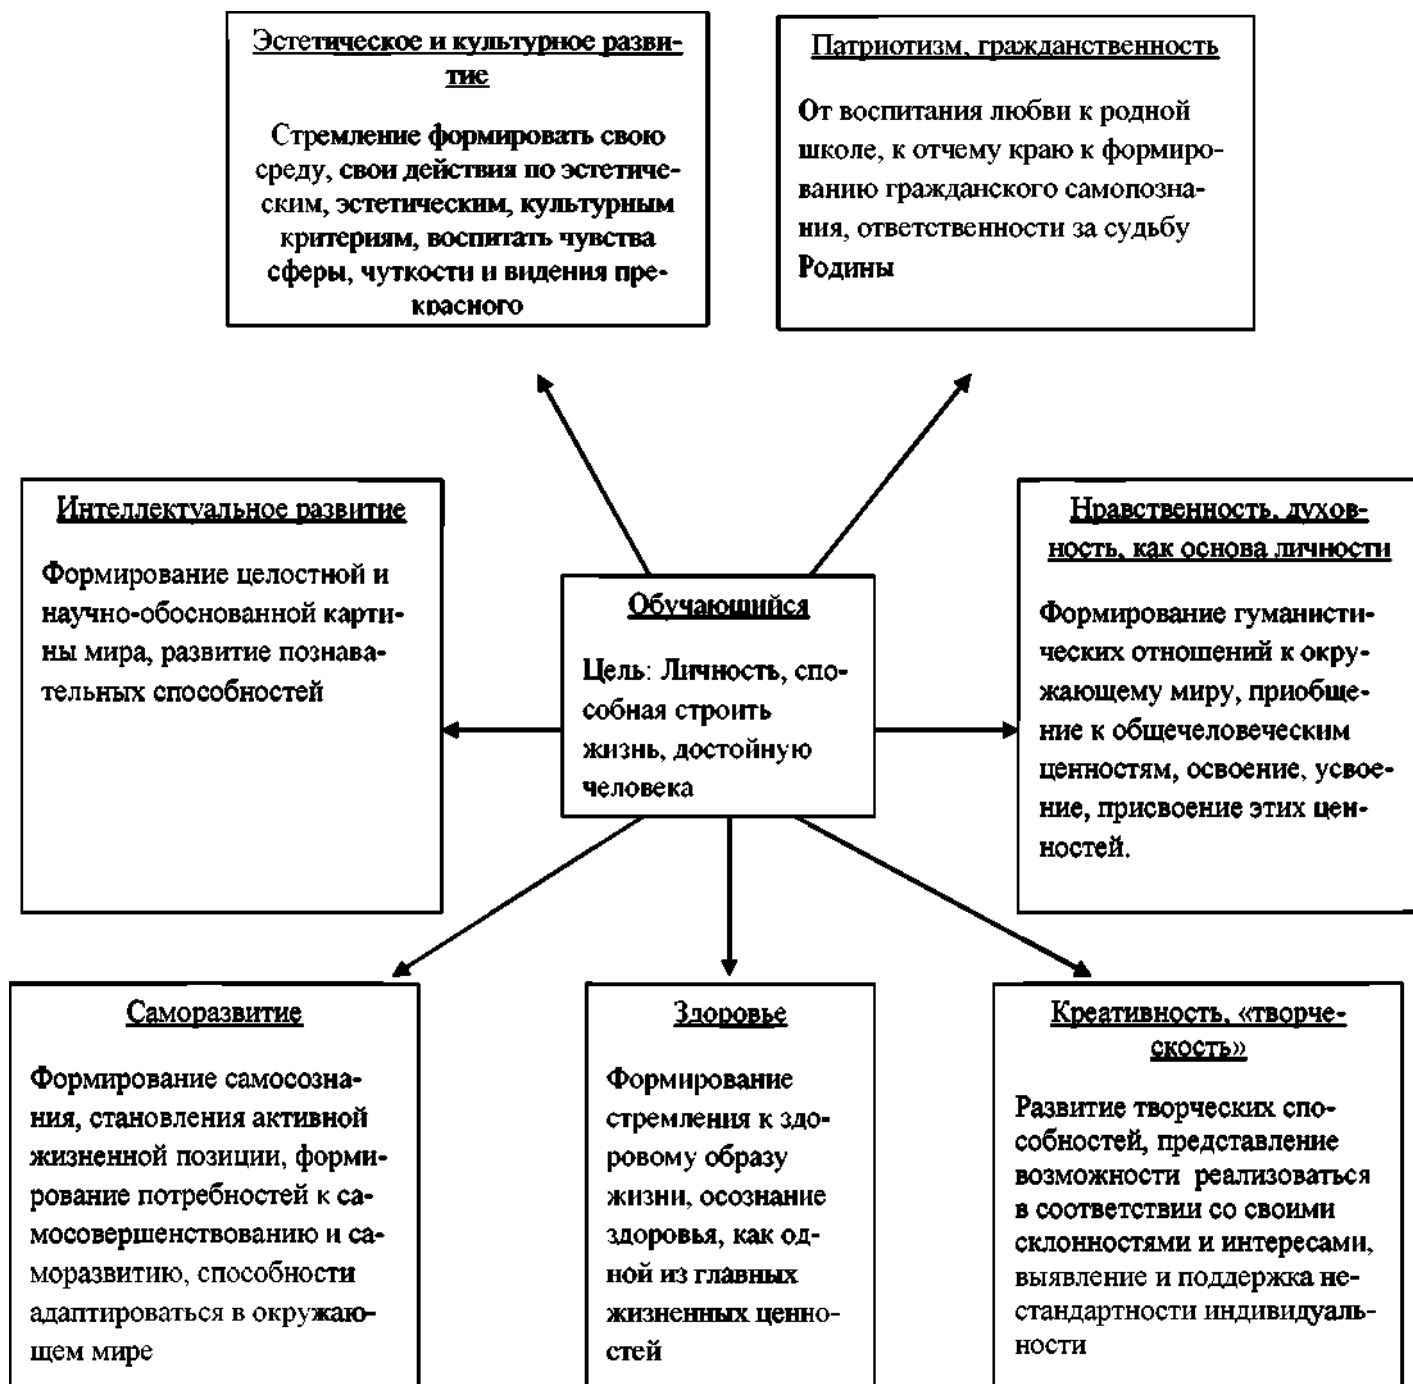 Эстетическое и культурное разви-
тие
Стремление формировать свою
среду, свои действия по эстетиче-
ским, эстетическим, культурным
критериям, воспитать чувства
сферы, чуткости и видения пре-
красного
Патриотизм, гражданственность
От воспитания любви к родной
школе, к отчему краю к формиро-
ванию гражданского самопозна-
ния, ответственности за судьбу
Родины
Интеллектуальное развитие
Формирование целостной и
научно-обоснованной карти-
ны мира, развитие познава-
тельных способностей
Обучающийся
Цель: Личность, спо-
собная строить
жизнь, достойную
человека
Нравственность, духов-
ность, как основа личности
Формирование гуманисти-
ческих отношений к окру-
жающему миру, приобще-
ние к общечеловеческим
ценностям, освоение, усвое-
ние, присвоение этих цен-
ностей.
Саморазвитие
Формирование самосозна-
ния, становления активной
жизненной позиции, форми-
рование потребностей к са-
мосовершенствованию и са-
моразвитию, способности
адаптироваться в окружаю-
щем мире
Здоровье
Формирование
стремления к здо-
ровому образу
жизни, осознание
здоровья, как од-
ной из главных
жизненных ценно-
стей
Креативность, «творче-
скость»
Развитие творческих спо-
собностей, представление
возможности реализоваться
в соответствии со своими
склонностями и интересами,
выявление и поддержка не-
стандартности индивидуаль-
ности